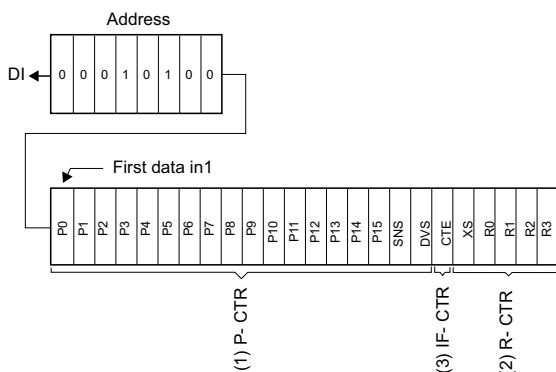 Address
DI 0 0 0 1 0 1 0 0
First data in1
P0 P1 P2 P3 P4 P5 P6 P7 P8 P9 P10 P11 P12 P13 P14 P15 SNS DVS CTE XS R0 R1 R2 R3
(1) P- CTR
(3) IF- CTR
(2) R- CTR